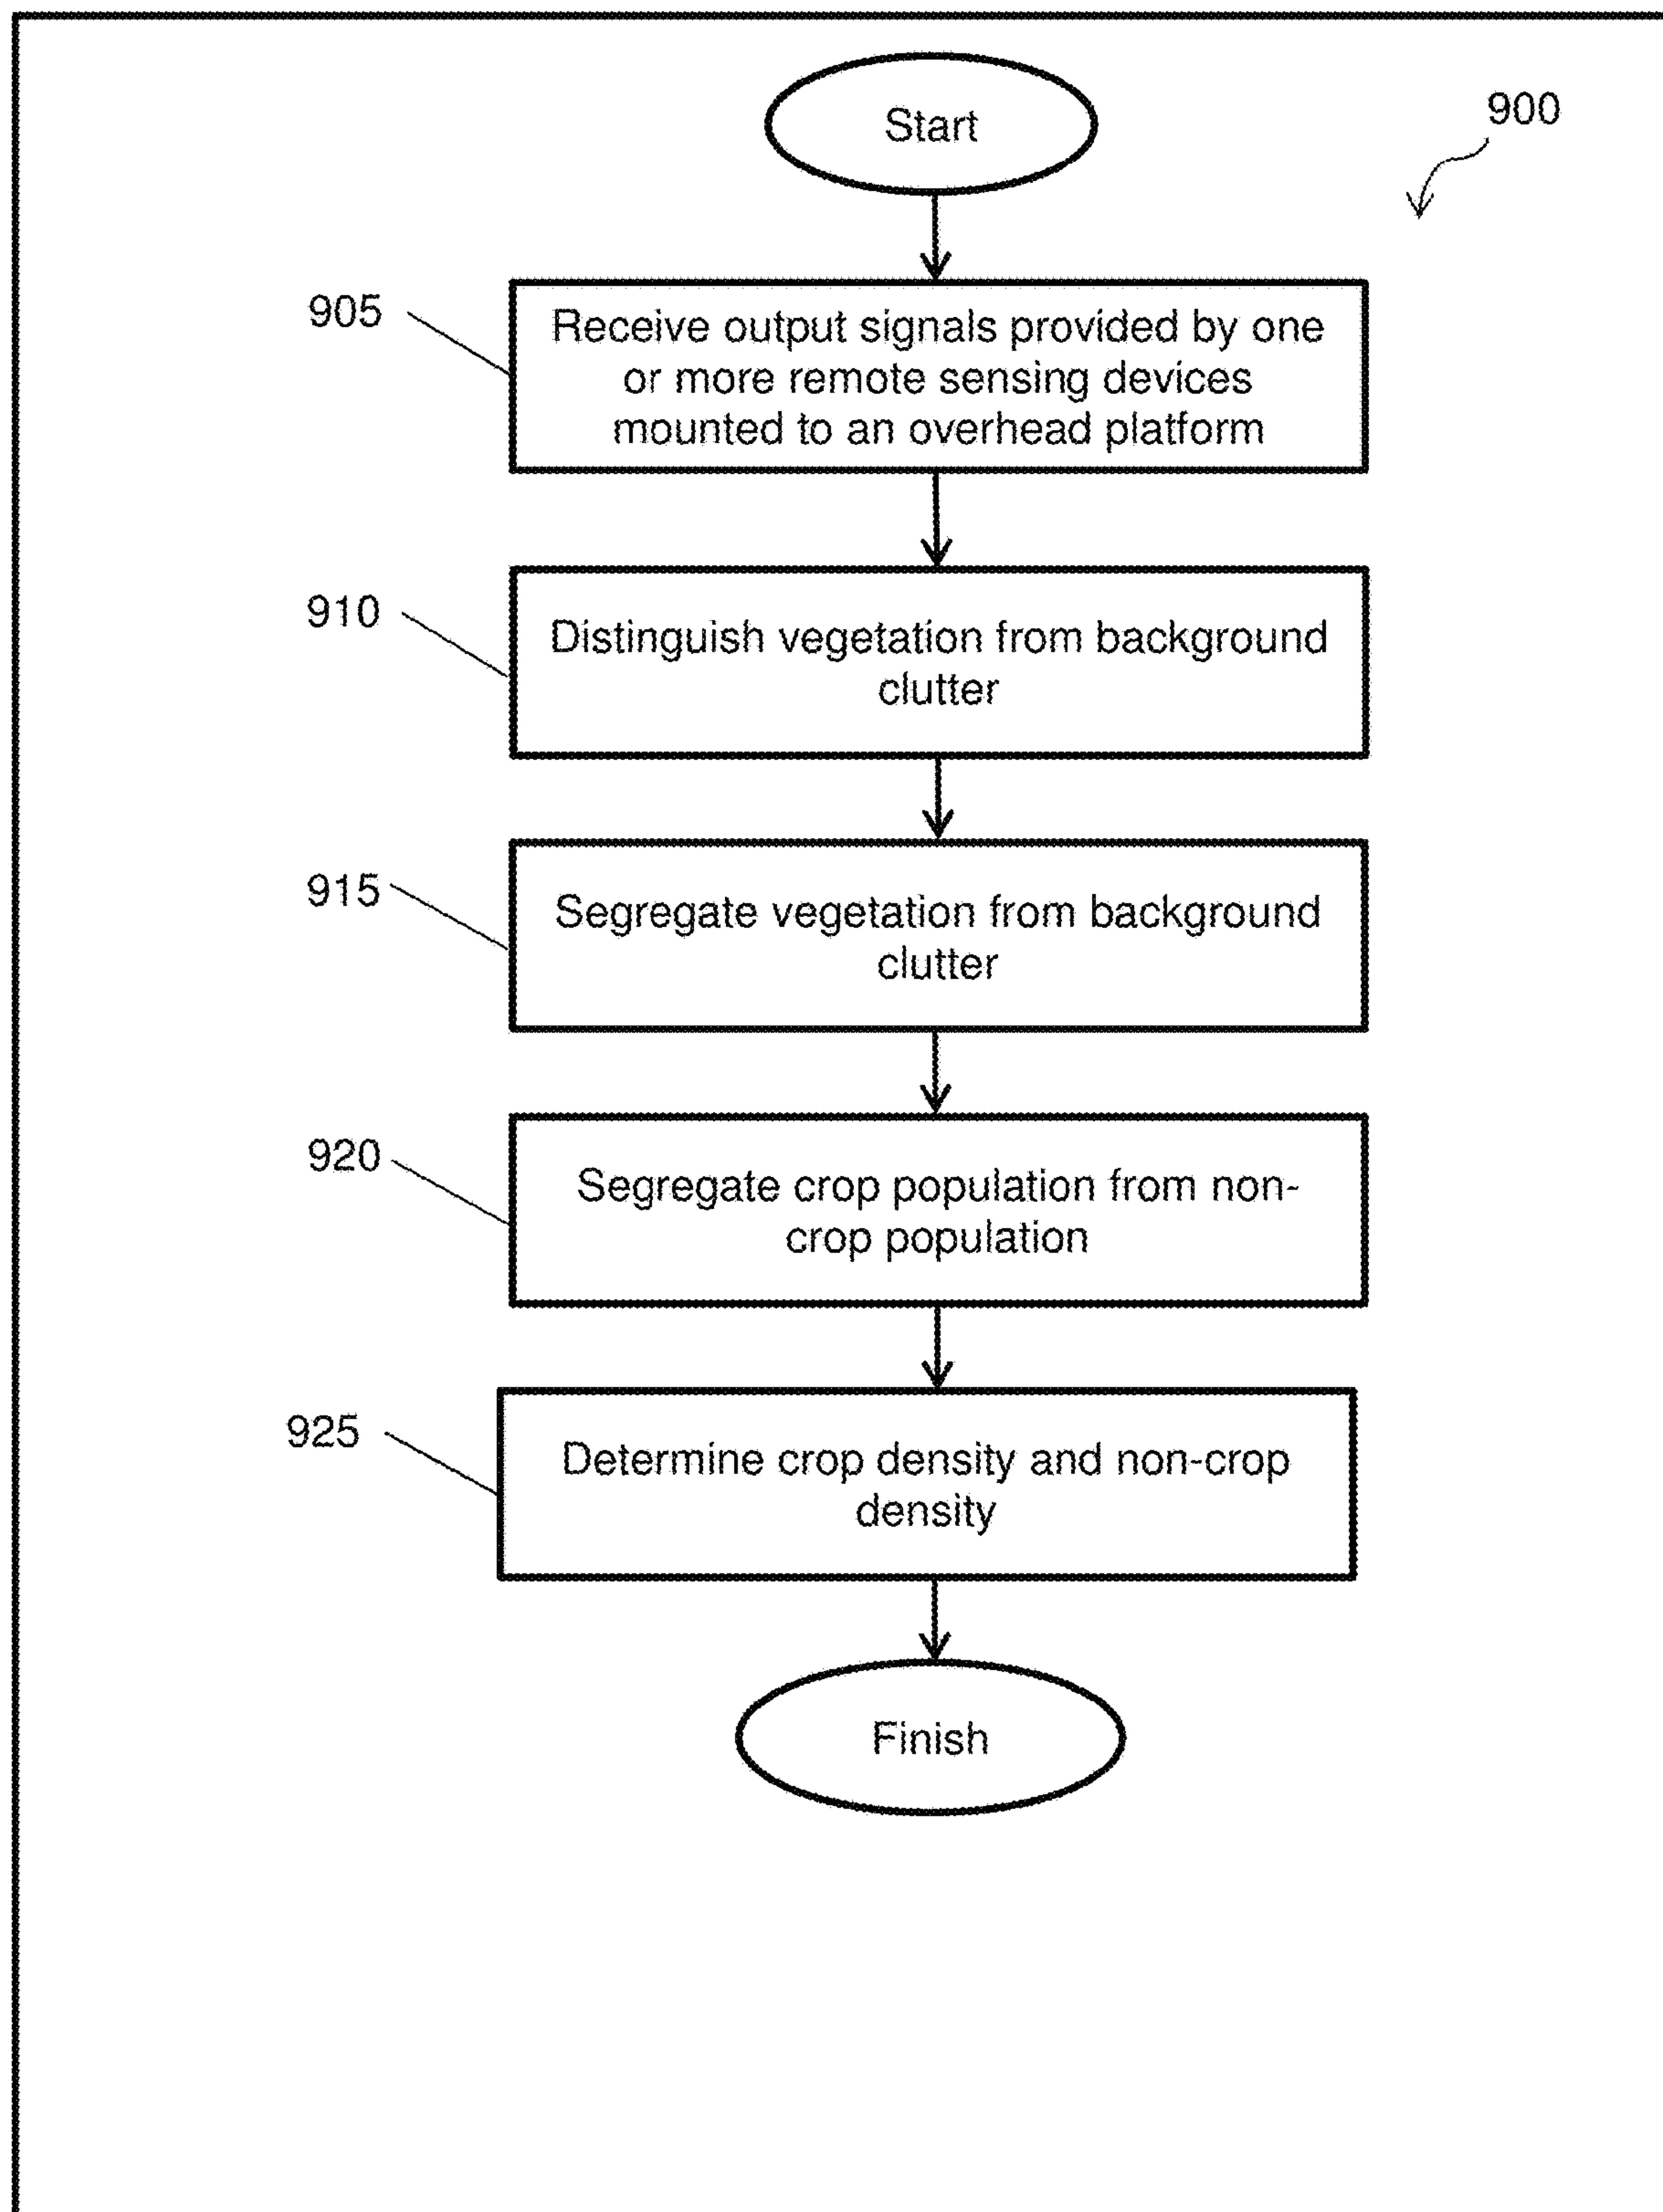 Start
900
905
Receive output signals provided by one
or more remote sensing devices
mounted to an overhead platform
910
Distinguish vegetation from background
clutter
915
Segregate vegetation from background
clutter
920
Segregate crop population from non-
crop population
925
Determine crop density and non-crop
density
Finish